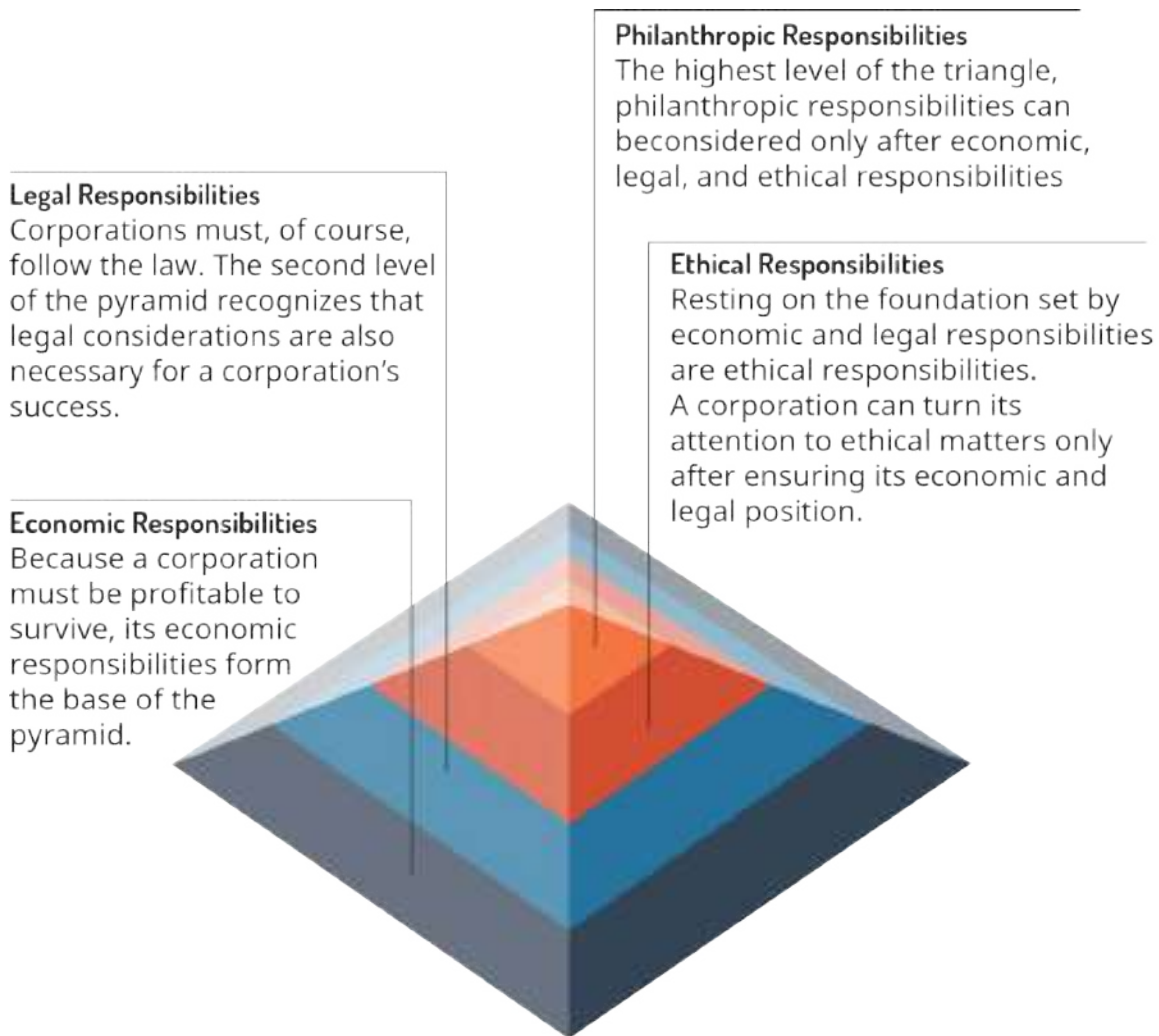 Philanthropic Responsibilities
The highest level of the triangle,
philanthropic responsibilities can
beconsidered only after economic,
legal, and ethical responsibilities
Legal Responsibilities
Corporations must, of course,
follow the law. The second level
of the pyramid recognizes that
legal considerations are also
necessary for a corporation’s
success.
Ethical Responsibilities
Resting on the foundation set by
economic and legal responsibilities
are ethical responsibilities.
A corporation can turn its
attention to ethical matters only
after ensuring its economic and
legal position.
Economic Responsibilities
Because a corporation
must be profitable to
survive, its economic
responsibilities form
the base of the
pyramid.